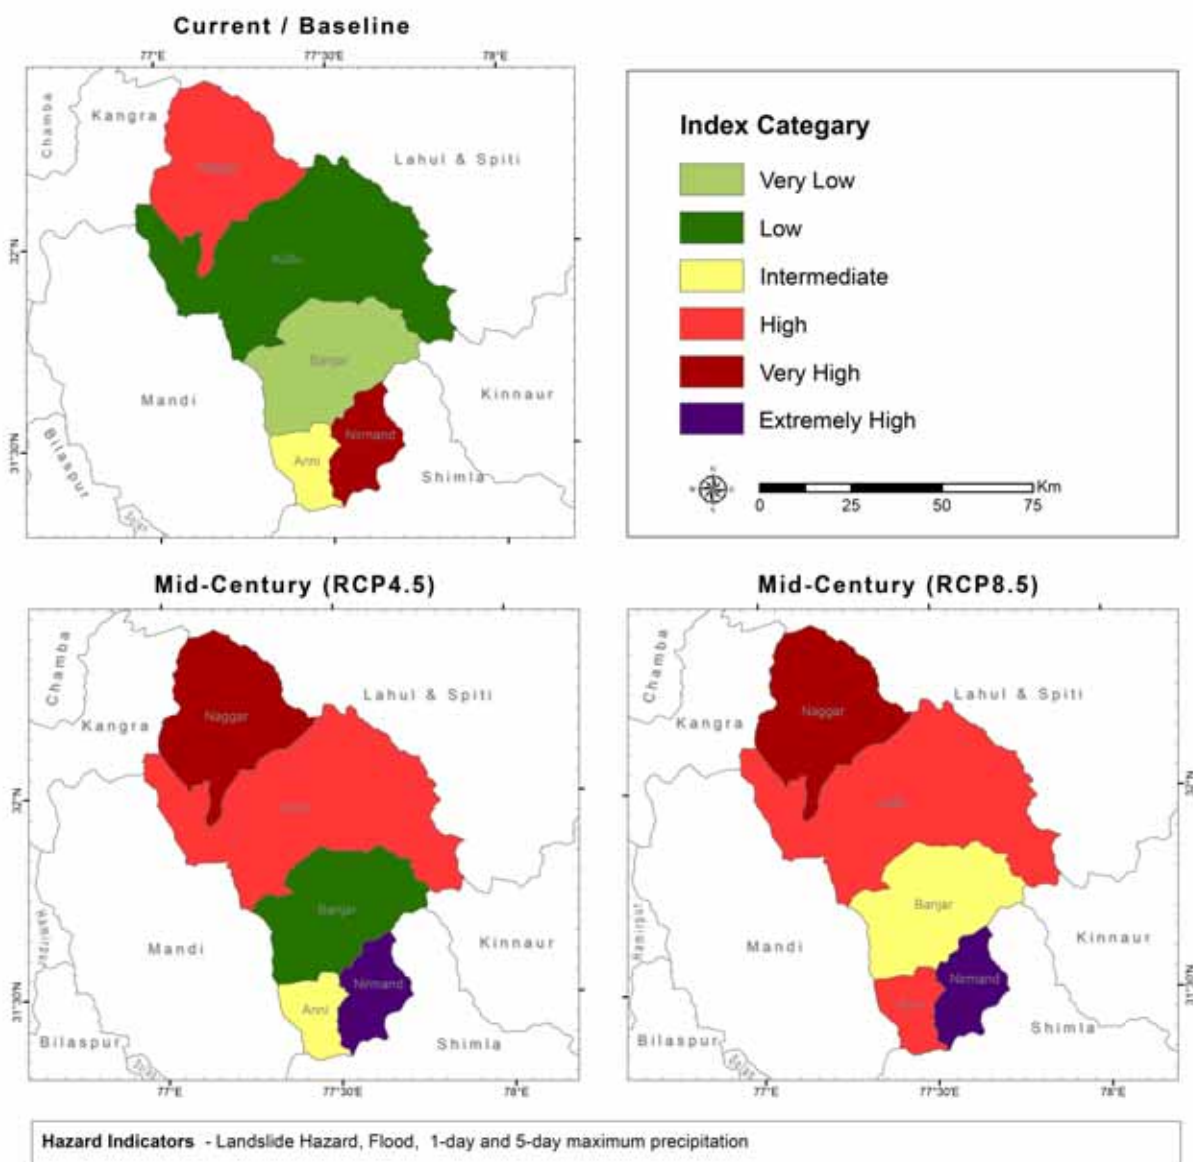 Current / Baseline
77°E 77°30'E 78°E
Chamba
Kangra
Lahul & Spiti
32°N
Banjar
Mandi
Kinnaur
Nirmand
Anni
Bilaspur
Shimla
31°30'N
Index Categary
Very Low
Low
Intermediate
High
Very High
Extremely High
Km
0 25 50 75
Mid-Century (RCP4.5)
Chamba
Lahul & Spiti
Naggar
Kangra
32°N
Banjar
Hamirpur
Mandi
Kinnaur
Nirmand
31°30'N
Anni
Bilaspur
Shimla
77°E 77°30'E 78°E
Mid-Century (RCP8.5)
Chamba
Lahul & Spiti
Naggar
Kangra
32°N
Banjar
Hamirpur
Mandi
Kinnaur
Nirmand
31°30'N
Shimla
Bilaspur
77°E 77°30'E 78°E
Hazard Indicators - Landslide Hazard, Flood, 1-day and 5-day maximum precipitation